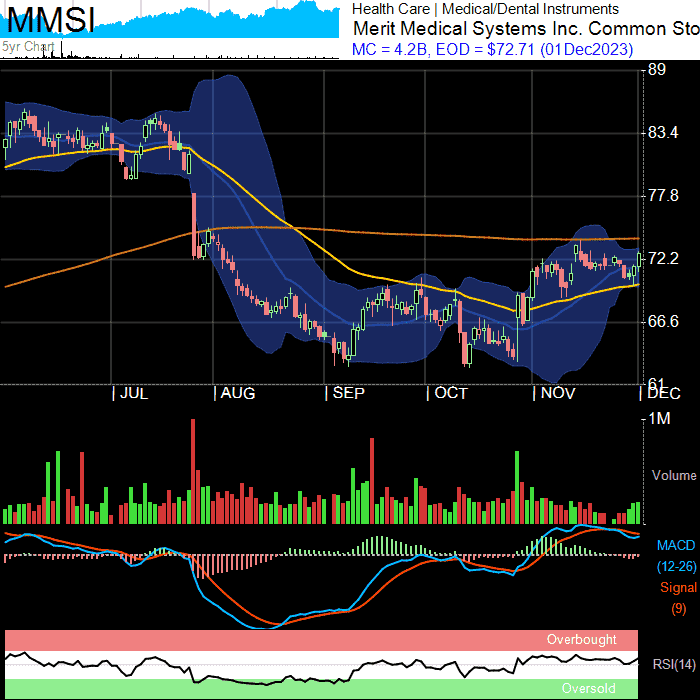 MMSI
5yr Chart
Health Care | Medical/Dental Instruments
Merit Medical Systems Inc. Common Sto
MC = 4.2B, EOD = $72.71 (01Dec2023)
89
83.4
77.8
72.2
66.6
61
JUL
AUG
SEP
OCT
NOV
DEC
1M
Volume
MACD
(12-26)
Signal
(9)
Overbought
RSI(14)
Oversold